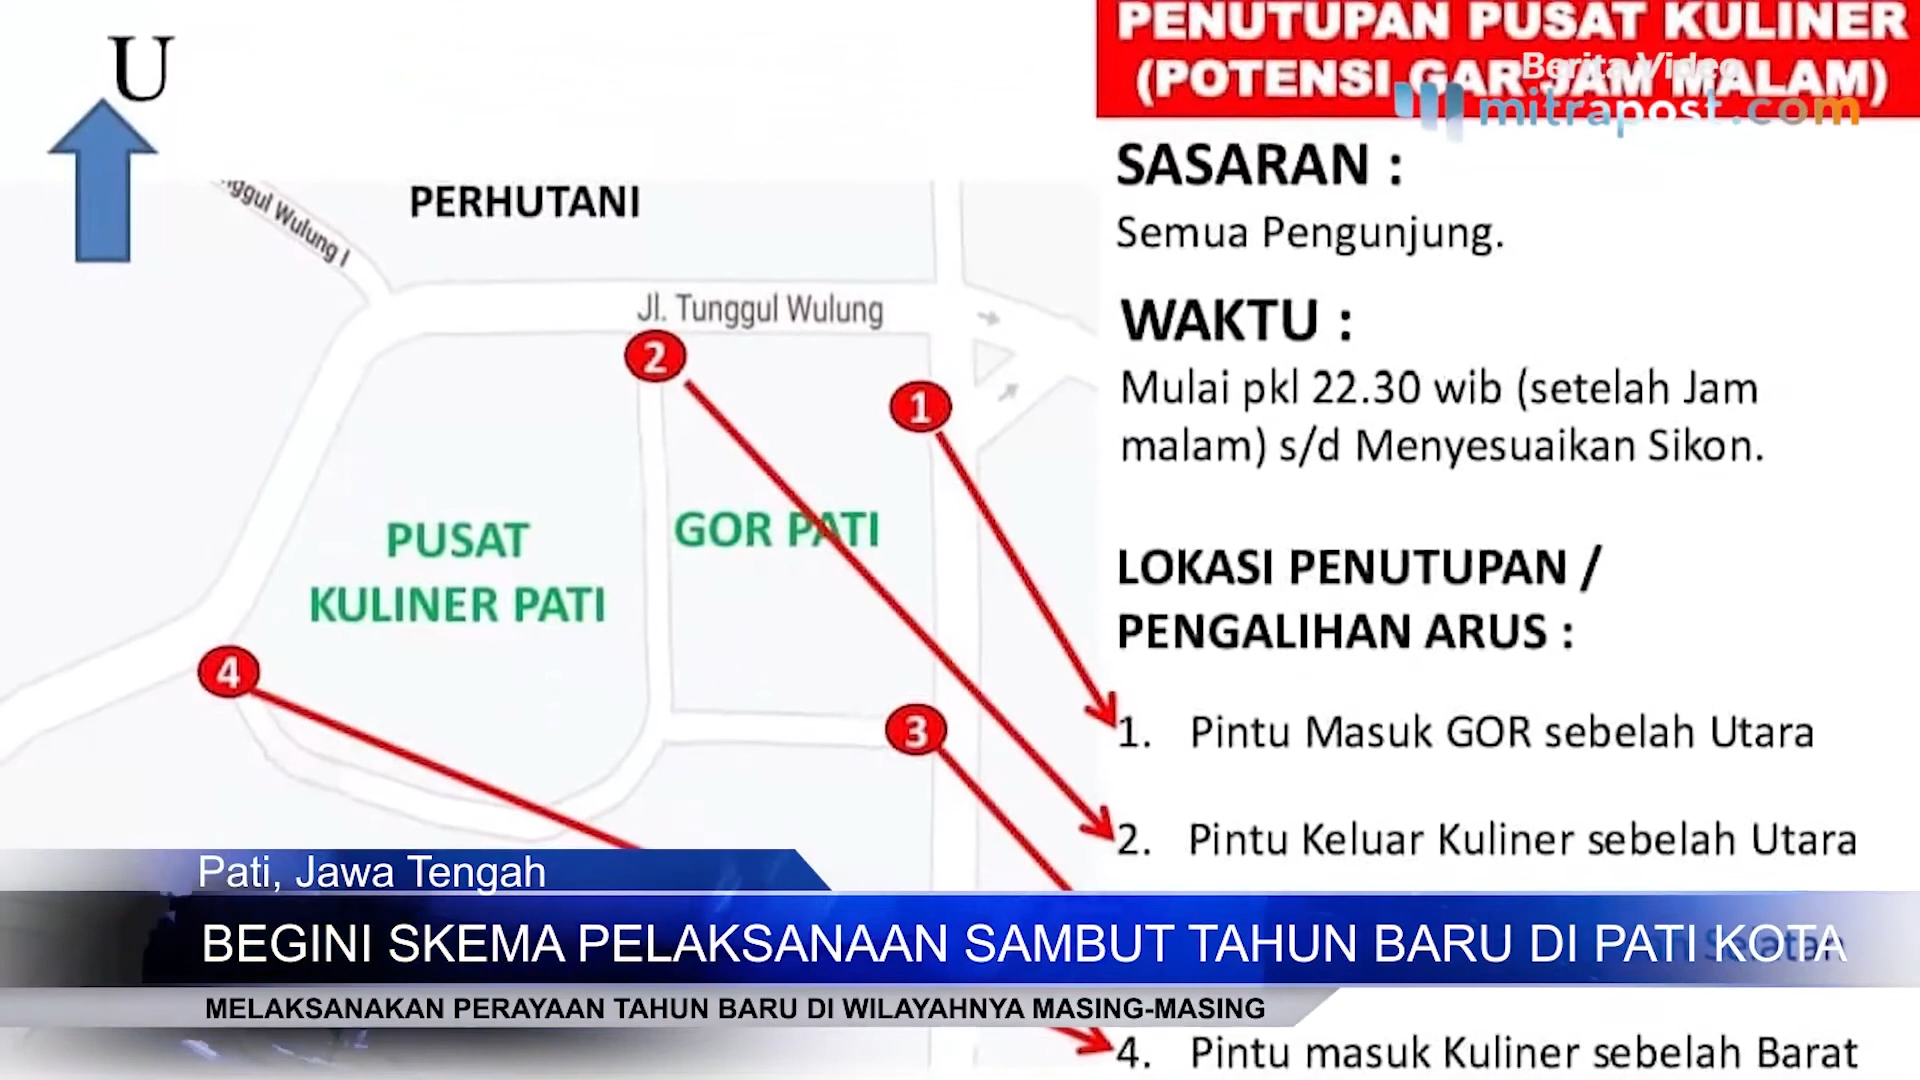 U
nggul Wulung I
PERHUTANI
Jl. Tunggul Wulung
2
1
PUSAT
KULINER PATI
GOR PATI
4
3
PENUTUPAN PUSAT KULINER
(POTENSI GAR JAM MALAM)
Berita Video
mitrapost.com
SASARAN :
Semua Pengunjung.
WAKTU :
Mulai pkl 22.30 wib (setelah Jam
malam) s/d Menyesuaikan Sikon.
LOKASI PENUTUPAN /
PENGALIHAN ARUS :
1. Pintu Masuk GOR sebelah Utara
2. Pintu Keluar Kuliner sebelah Utara
4. Pintu masuk Kuliner sebelah Barat
Pati, Jawa Tengah
BEGINI SKEMA PELAKSANAAN SAMBUT TAHUN BARU DI PATI KOTA
MELAKSANAKAN PERAYAAN TAHUN BARU DI WILAYAHNYA MASING-MASING